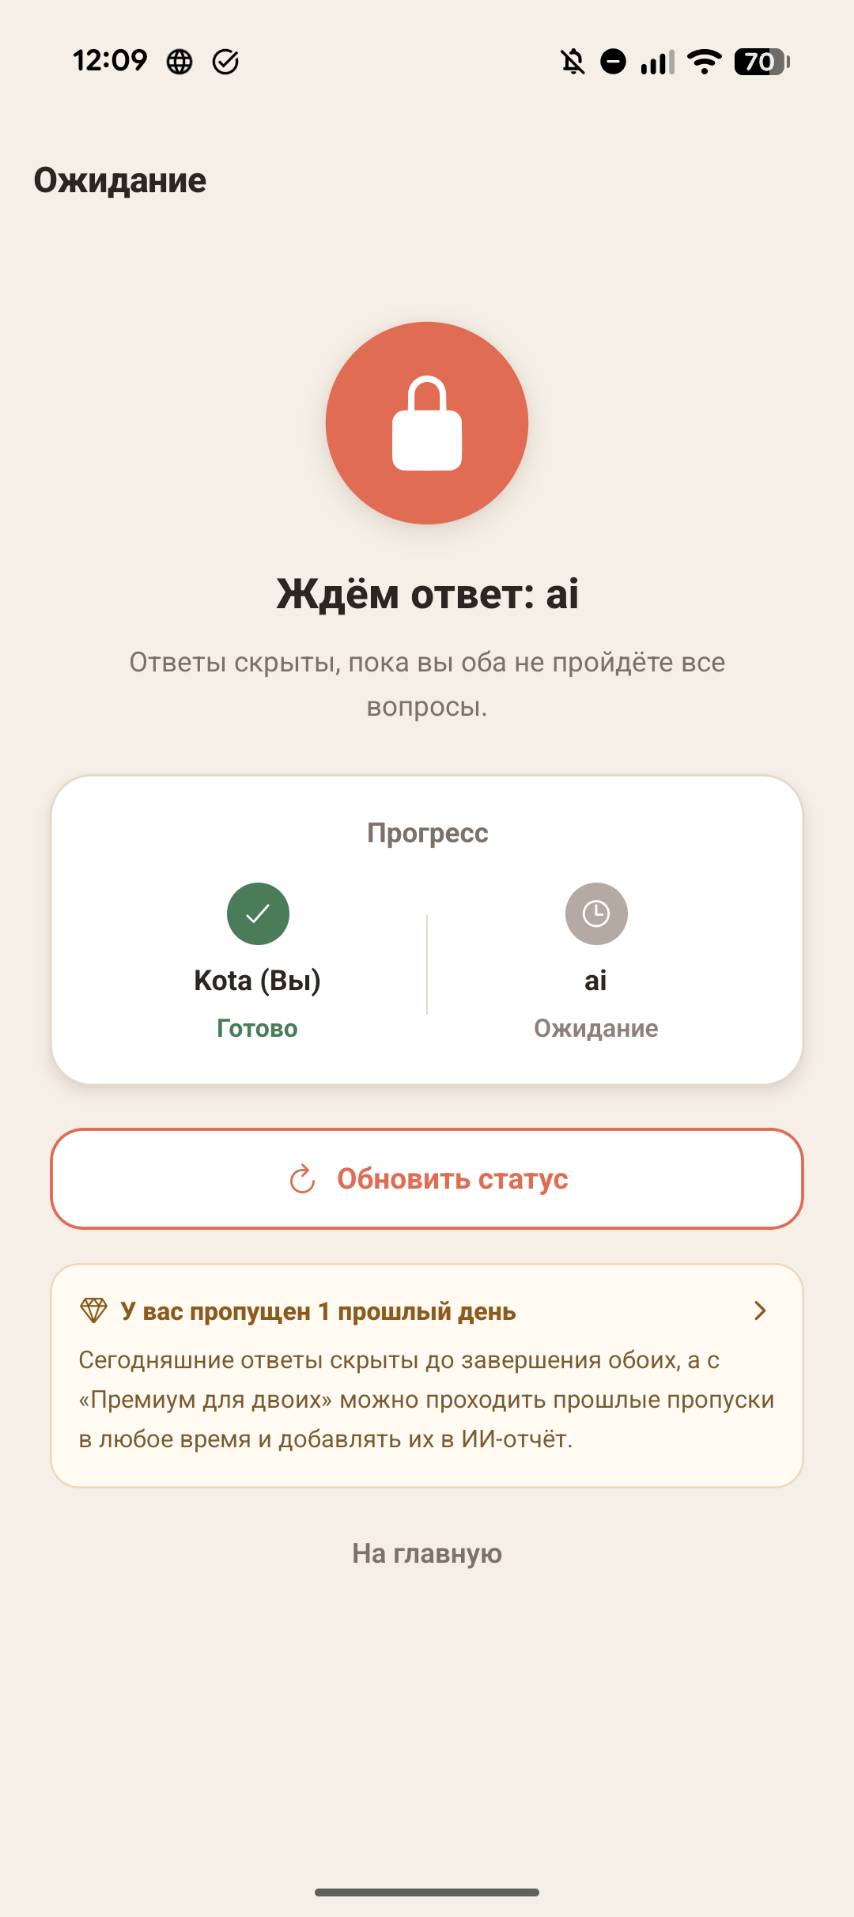 12:09
70
Ожидание
Ждём ответ: ai
Ответы скрыты, пока вы оба не пройдёте все
вопросы.
Прогресс
Kota (Вы)
Готово
ai
Ожидание
Обновить статус
У вас пропущен 1 прошлый день
Сегодняшние ответы скрыты до завершения обоих, а с
«Премиум для двоих» можно проходить прошлые пропуски
в любое время и добавлять их в ИИ-отчёт.
На главную